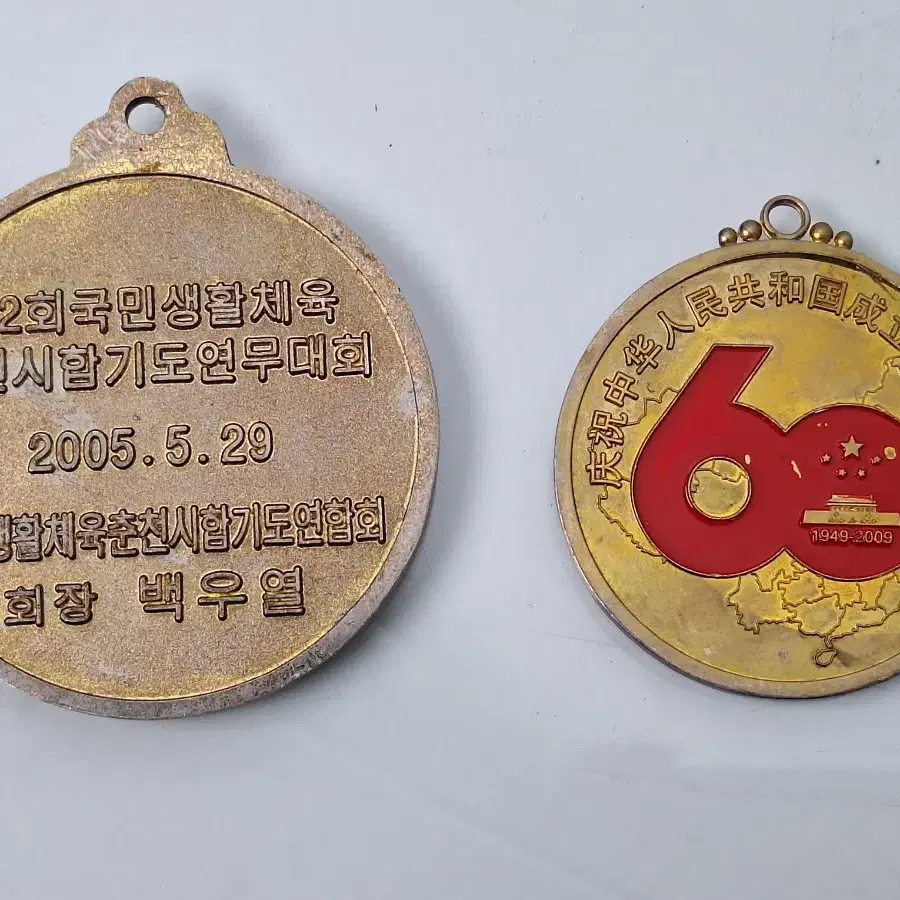 2회국민생활체육
시합기도연무대회
2005.5.29
생활체육춘천시합기도연합회
회장 백우열
庆祝中华人民共和国成立
60
1949-2009